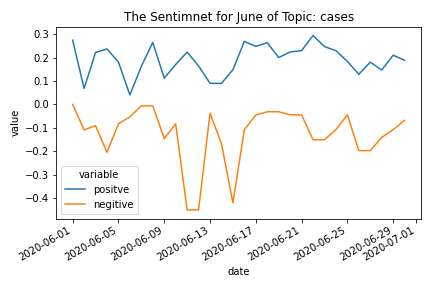 The Sentimnet for June of Topic: cases
0.3
0.2
0.1
0.0
−0.1
−0.2
−0.3
−0.4
value
variable
positve
negitive
2020-06-01
2020-06-05
2020-06-09
2020-06-13
2020-06-17
2020-06-21
2020-06-25
2020-06-29
2020-07-01
date